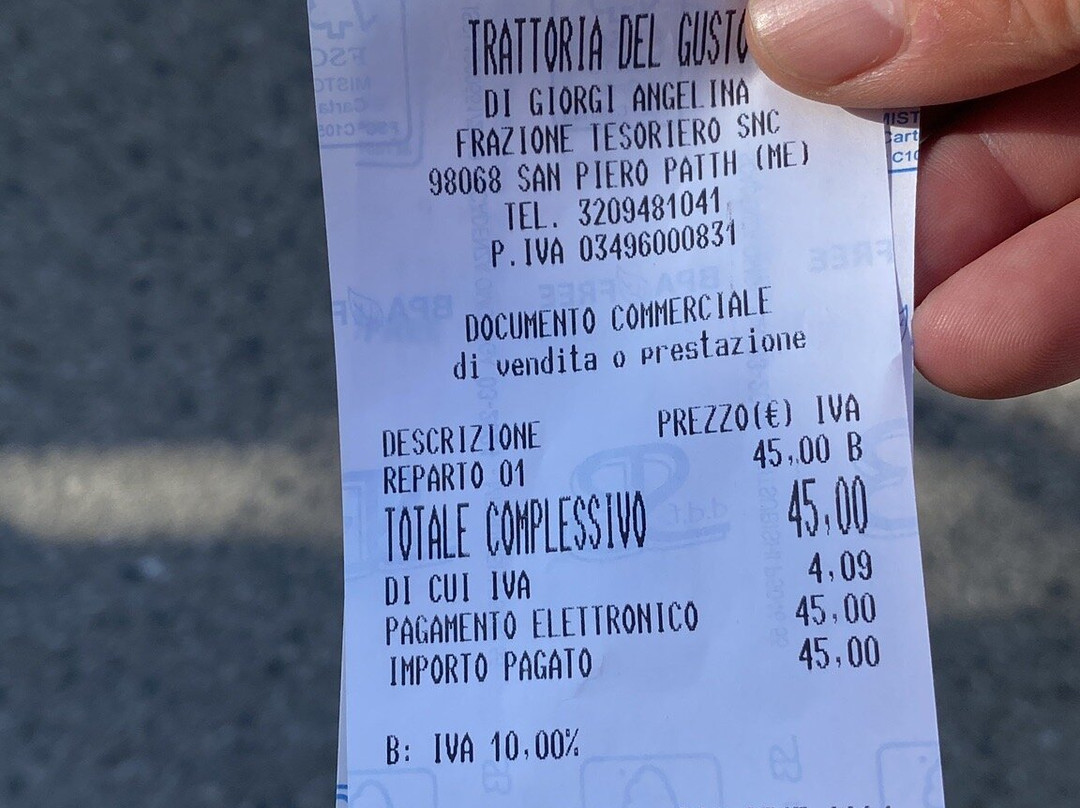 TRATTORIA DEL GUSTO
DI GIORGI ANGELINA
FRAZIONE TESORIERO SNC
98068 SAN PIERO PATTH (ME)
TEL. 3209481041
P.IVA 03496000831
DOCUMENTO COMMERCIALE
di vendita o prestazione
DESCRIZIONE PREZZO(€) IVA
REPARTO 01 45,00 B
TOTALE COMPLESSIVO 45,00
DI CUI IVA 4,09
PAGAMENTO ELETTRONICO 45,00
IMPORTO PAGATO 45,00
B: IVA 10,00%